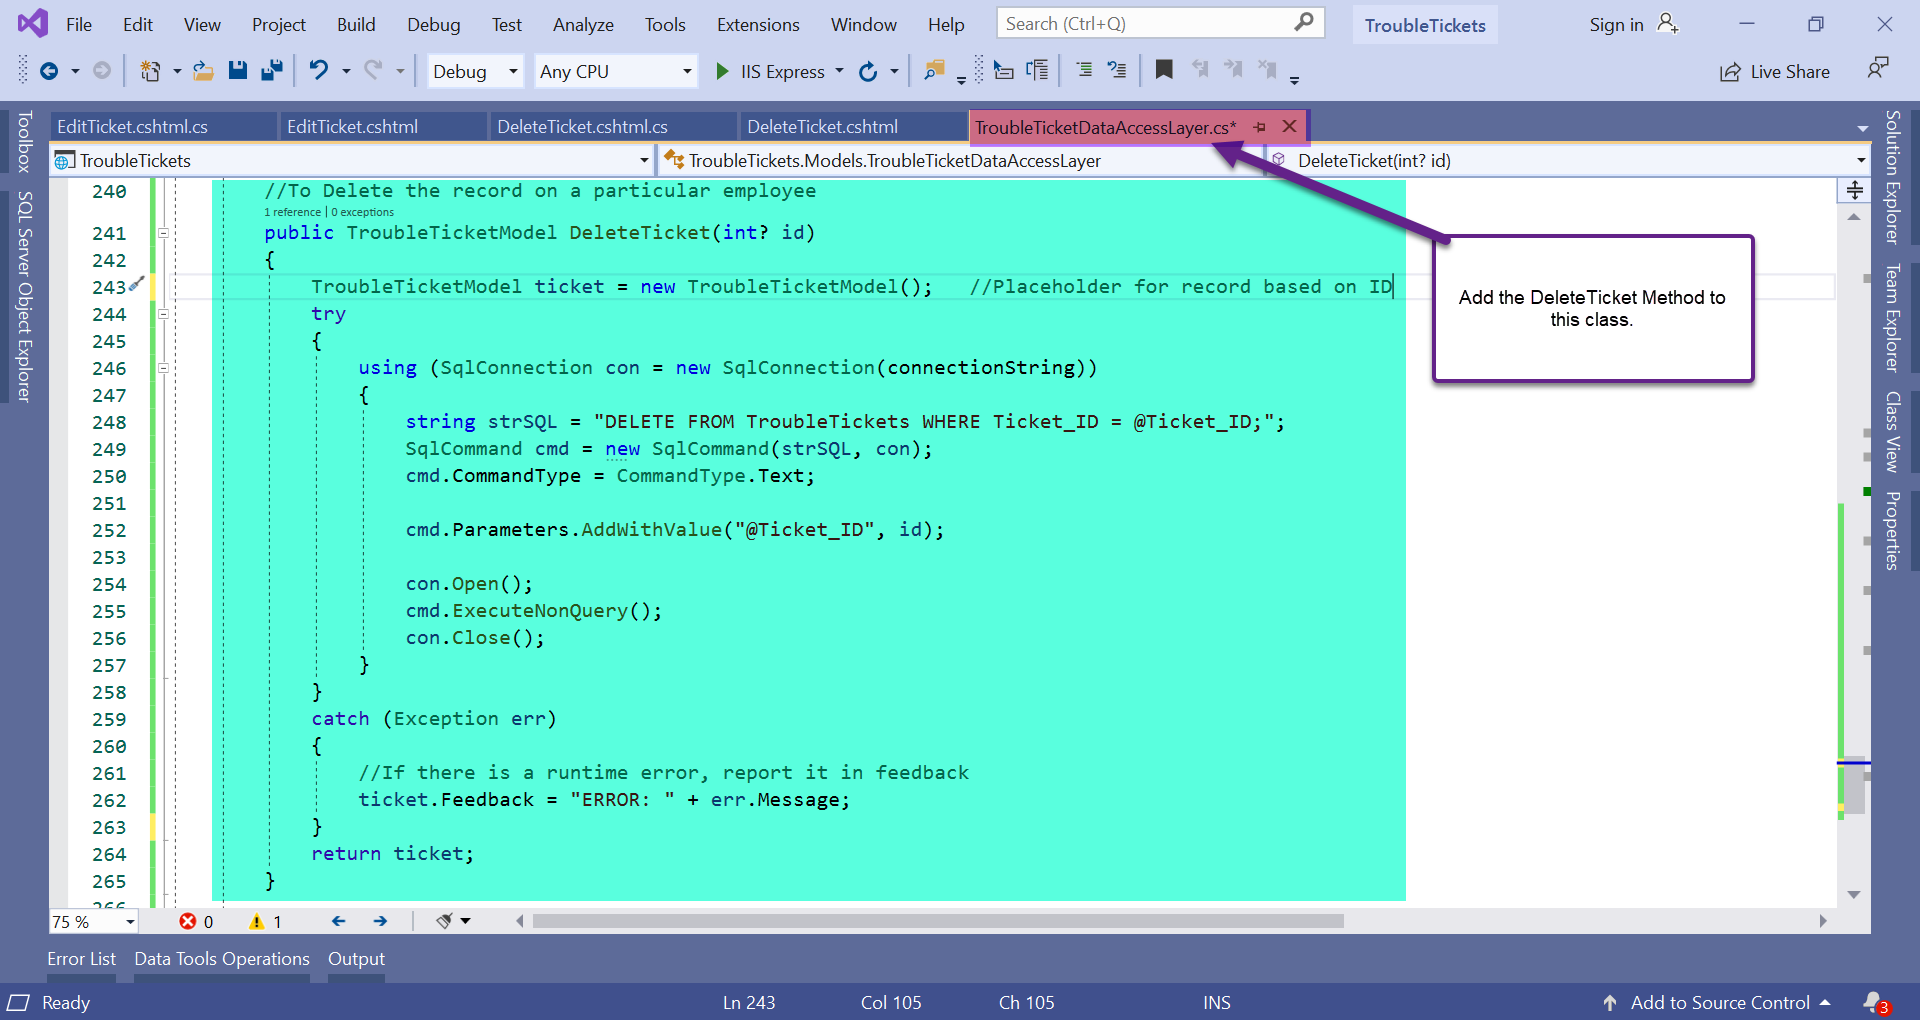 File Edit View Project Build Debug Test Analyze Tools Extensions Window Help Search (Ctrl+Q) TroubleTickets Sign in
Debug Any CPU IIS Express Live Share
EditTicket.cshtml.cs EditTicket.cshtml DeleteTicket.cshtml.cs DeleteTicket.cshtml TroubleTicketDataAccessLayer.cs*
TroubleTickets TroubleTickets.Models.TroubleTicketDataAccessLayer DeleteTicket(int? id)
Toolbox
SQL Server Object Explorer
240 //To Delete the record on a particular employee
1 reference | 0 exceptions
241 public TroubleTicketModel DeleteTicket(int? id)
242 {
243 TroubleTicketModel ticket = new TroubleTicketModel(); //Placeholder for record based on ID
244 try
245 {
246 using (SqlConnection con = new SqlConnection(connectionString))
247 {
248 string strSQL = "DELETE FROM TroubleTickets WHERE Ticket_ID = @Ticket_ID;";
249 SqlCommand cmd = new SqlCommand(strSQL, con);
250 cmd.CommandType = CommandType.Text;
251
252 cmd.Parameters.AddWithValue("@Ticket_ID", id);
253
254 con.Open();
255 cmd.ExecuteNonQuery();
256 con.Close();
257 }
258 }
259 catch (Exception err)
260 {
261 //If there is a runtime error, report it in feedback
262 ticket.Feedback = "ERROR: " + err.Message;
263 }
264 return ticket;
265 }
266
Add the DeleteTicket Method to
this class.
Solution Explorer
Team Explorer
Class View
Properties
75 % 0 1
Error List Data Tools Operations Output
Ready Ln 243 Col 105 Ch 105 INS Add to Source Control 3